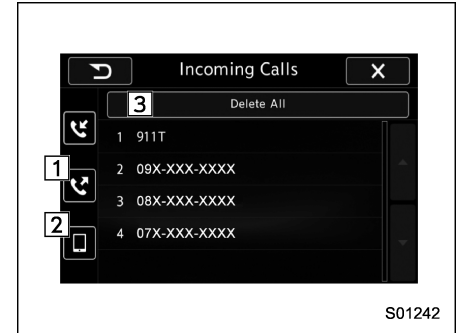 Incoming Calls
X
3
Delete All
1 911T
1
2 09X-XXX-XXXX
3 08X-XXX-XXXX
2
4 07X-XXX-XXXX
S01242